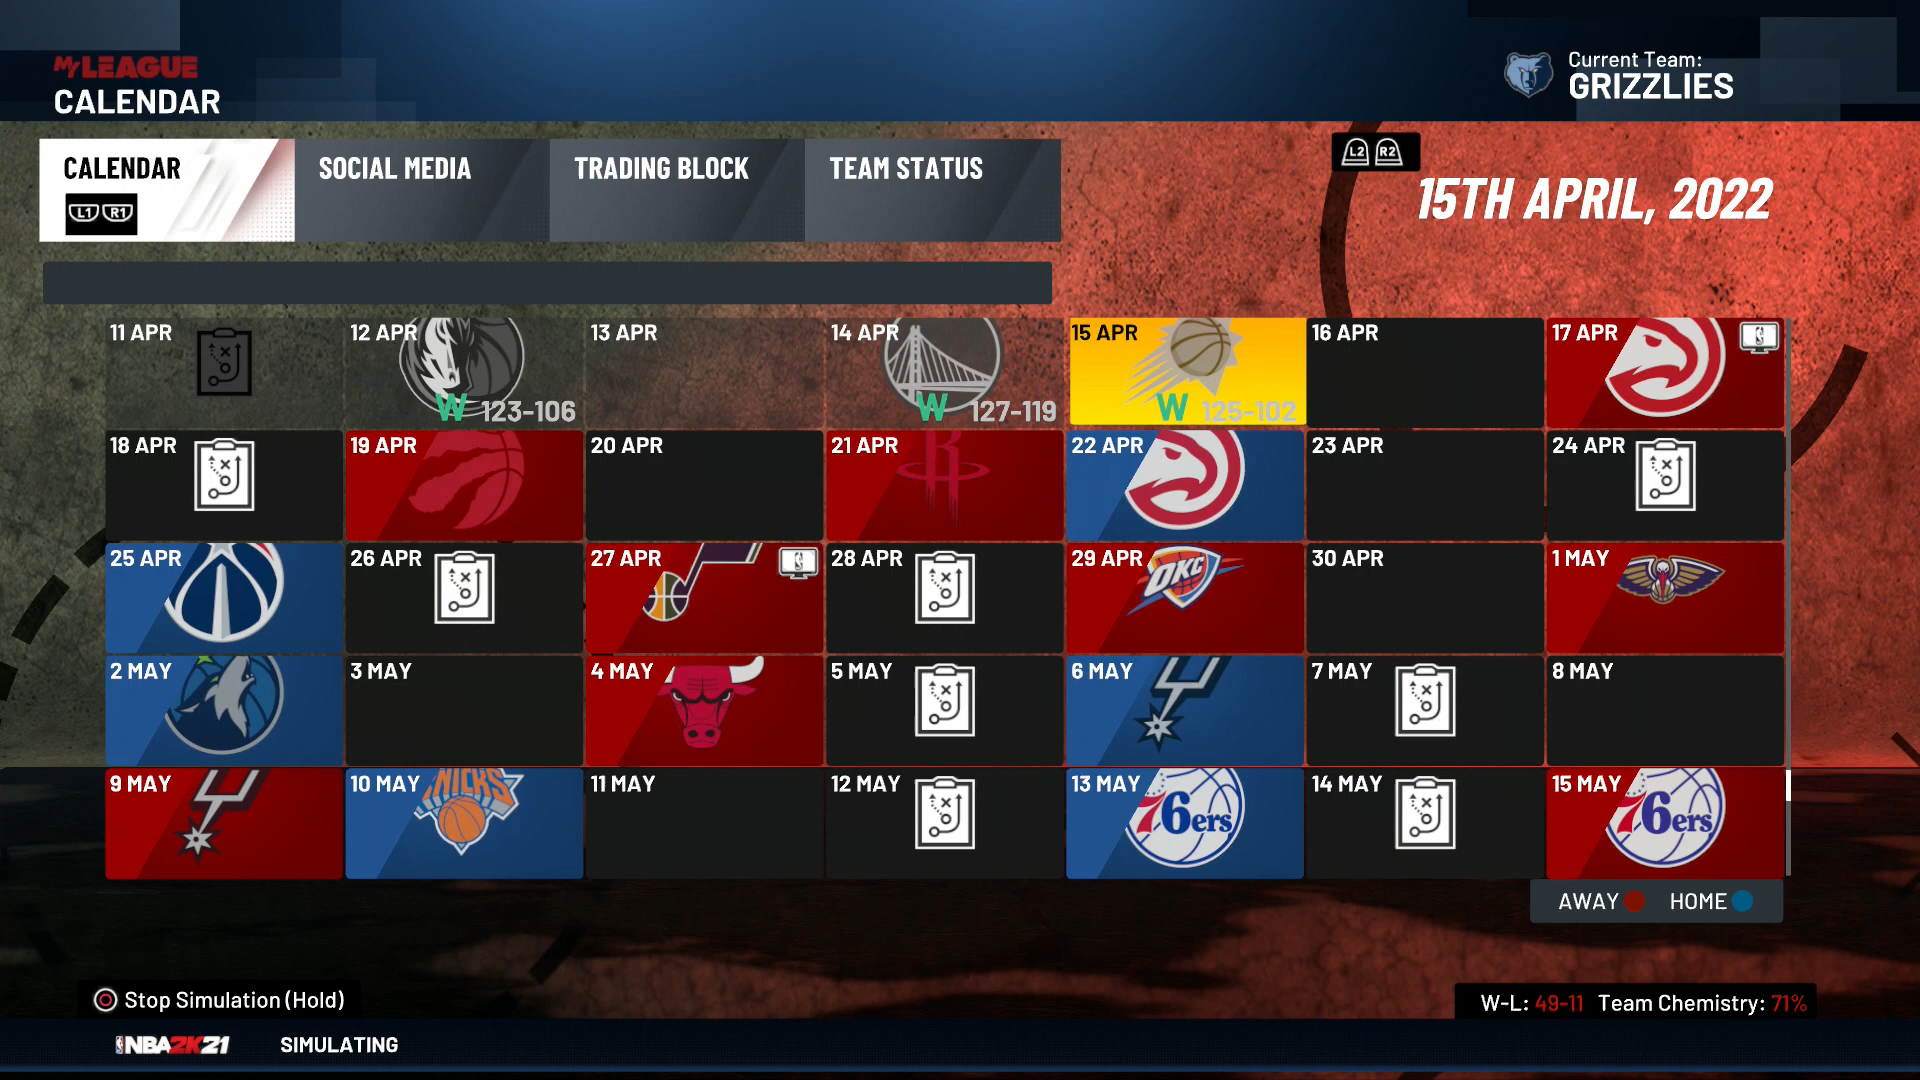 MyLEAGUE
CALENDAR
Current Team:
GRIZZLIES
CALENDAR
L1 R1
SOCIAL MEDIA
TRADING BLOCK
TEAM STATUS
L2 R2
15TH APRIL, 2022
11 APR
12 APR
W 123-106
13 APR
14 APR
W 127-119
15 APR
W 125-102
16 APR
17 APR
18 APR
19 APR
20 APR
21 APR
R
22 APR
23 APR
24 APR
25 APR
26 APR
27 APR
28 APR
29 APR
OKC
30 APR
1 MAY
2 MAY
3 MAY
4 MAY
5 MAY
6 MAY
7 MAY
8 MAY
9 MAY
10 MAY
NICKS
11 MAY
12 MAY
13 MAY
76ers
14 MAY
15 MAY
76ers
AWAY HOME
Stop Simulation (Hold)
W-L: 49-11 Team Chemistry: 71%
NBA 2K21
SIMULATING